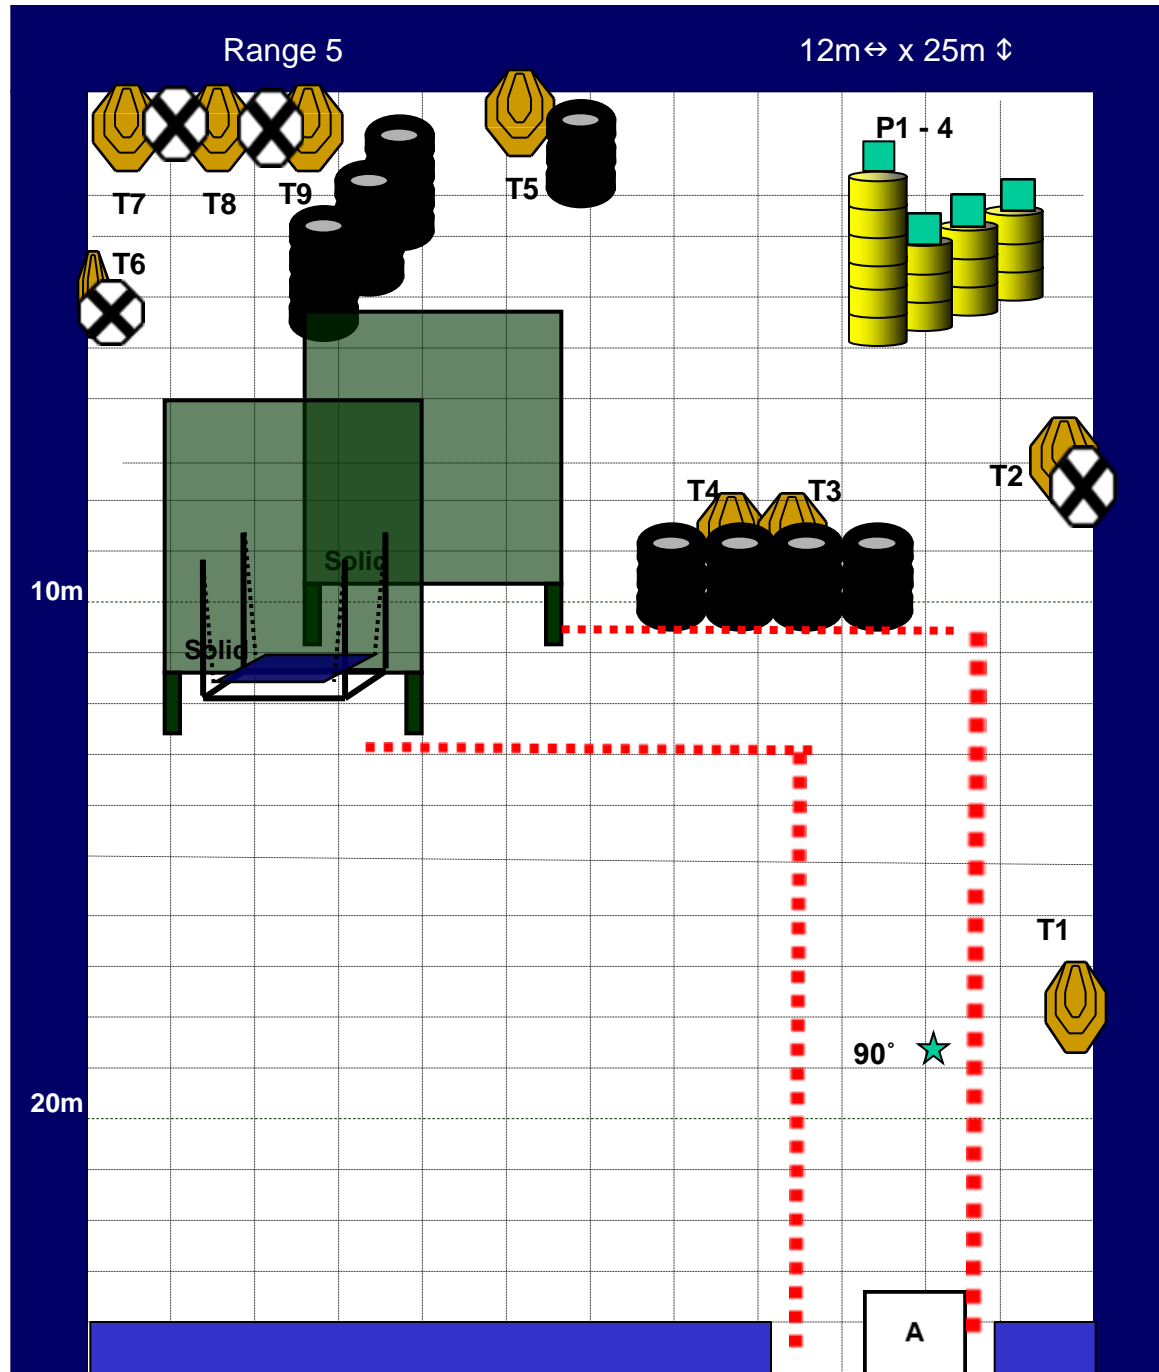 Range 5
12m⇔ x 25m ⇕
P1 - 4
T7
T8
T9
T5
T6
T4
T3
T2
Solid
10m
Solid
T1
90°
20m
A